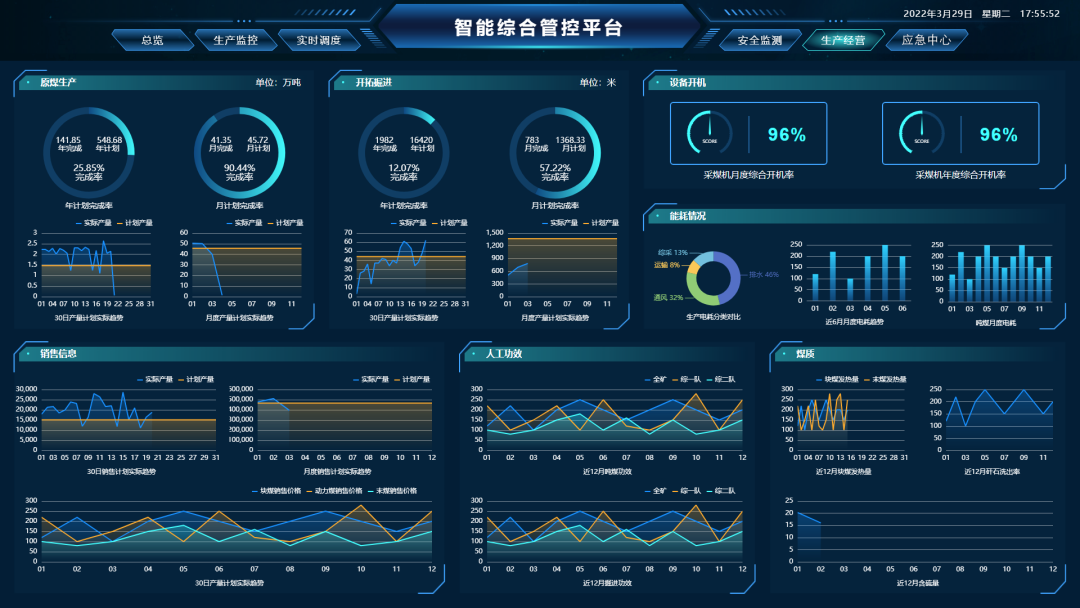 智能综合管控平台
2022年3月29日 星期二 17:55:52
总览 生产监控 实时调度 安全监测 生产经营 应急中心
原煤生产 单位：万吨
141.85 548.68
年完成 年计划
25.85%
完成率
年计划完成率
41.35 45.72
月完成 月计划
90.44%
完成率
月计划完成率
实际产量 计划产量
3
2.5
2
1.5
1
0.5
0
01 04 07 10 13 16 19 22 25 28 31
30日产量计划实际趋势
实际产量 计划产量
60
50
40
30
20
10
0
01 03 05 07 09 11
月度产量计划实际趋势
开拓掘进 单位：米
1982 16420
年完成 年计划
12.07%
完成率
年计划完成率
783 1368.33
月完成 月计划
57.22%
完成率
月计划完成率
实际产量 计划产量
70
60
50
40
30
20
10
0
01 04 07 10 13 16 19 22 25 28 31
30日产量计划实际趋势
实际产量 计划产量
1,500
1,200
900
600
300
0
01 03 05 07 09 11
月度产量计划实际趋势
设备开机
SCORE 96%
采煤机月度综合开机率
SCORE 96%
采煤机年度综合开机率
能耗情况
综采 13%
运输 8%
排水 46%
通风 32%
生产电耗分类对比
250
200
150
100
50
0
01 02 03 04 05 06
近6月月度电耗趋势
250
200
150
100
50
0
01 03 05 07 09 11
吨煤月度电耗
销售信息
实际产量 计划产量
30,000
25,000
20,000
15,000
10,000
5,000
0
01 03 05 07 09 11 13 15 17 19 21 23 25 27 29 31
30日销售计划实际趋势
实际产量 计划产量
500,000
500,000
400,000
300,000
200,000
100,000
0
01 02 03 04 05 06 07 08 09 10 11 12
月度销售计划实际趋势
块煤销售价格 动力煤销售价格 末煤销售价格
300
250
200
150
100
50
0
01 02 03 04 05 06 07 08 09 10 11 12
30日产量计划实际趋势
人工功效
全矿 综一队 综二队
300
250
200
150
100
50
0
01 02 03 04 05 06 07 08 09 10 11 12
近12月吨煤功效
全矿 综一队 综二队
300
250
200
150
100
50
0
01 02 03 04 05 06 07 08 09 10 11 12
近12月掘进功效
煤质
块煤发热量 末煤发热量
300
250
200
150
100
50
0
01 04 07 10 13 16 19 22 25 28 31
近12月块煤发热量
250
200
150
100
50
0
01 03 05 07 09 11
近12月矸石洗出率
25
20
15
10
5
0
01 02 03 04 05 06 07 08 09 10 11 12
近12月含硫量